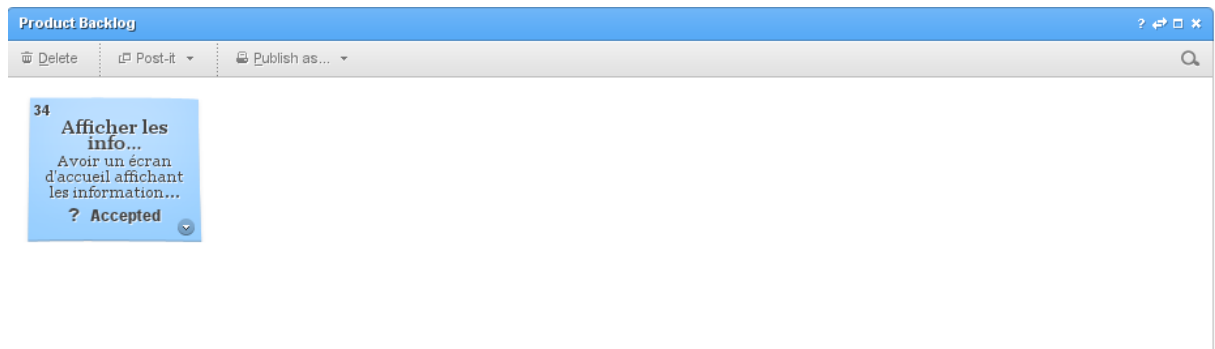 Product Backlog ?
Delete Post-it Publish as...
34
Afficher les
info...
Avoir un écran
d'accueil affichant
les information...
? Accepted